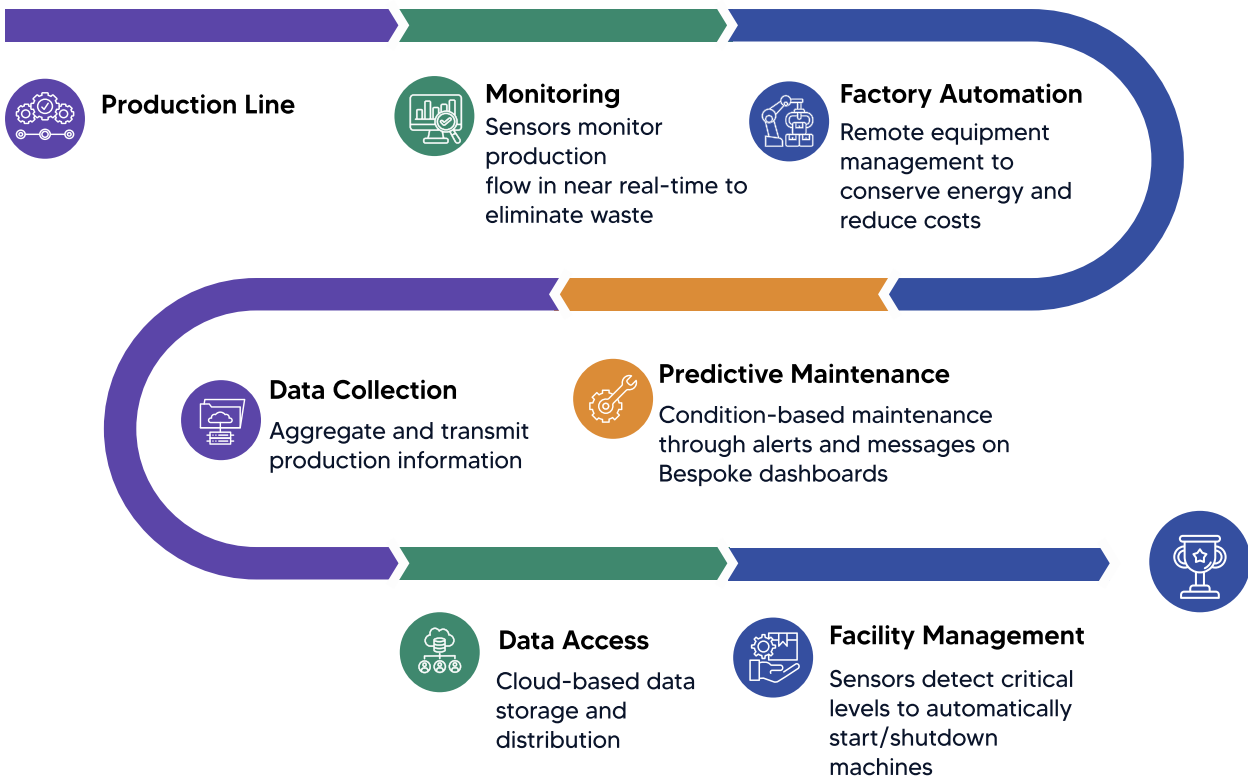 Production Line
Monitoring
Sensors monitor
production
flow in near real-time to
eliminate waste
Factory Automation
Remote equipment
management to
conserve energy and
reduce costs
Predictive Maintenance
Condition-based maintenance
through alerts and messages on
Bespoke dashboards
Data Collection
Aggregate and transmit
production information
Data Access
Cloud-based data
storage and
distribution
Facility Management
Sensors detect critical
levels to automatically
start/shutdown
machines